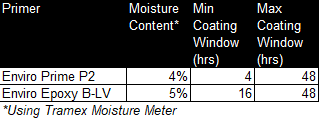 Primer Moisture Content* Min Coating Window (hrs) Max Coating Window (hrs)
Enviro Prime P2 4% 4 48
Enviro Epoxy B-LV 5% 16 48
*Using Tramex Moisture Meter